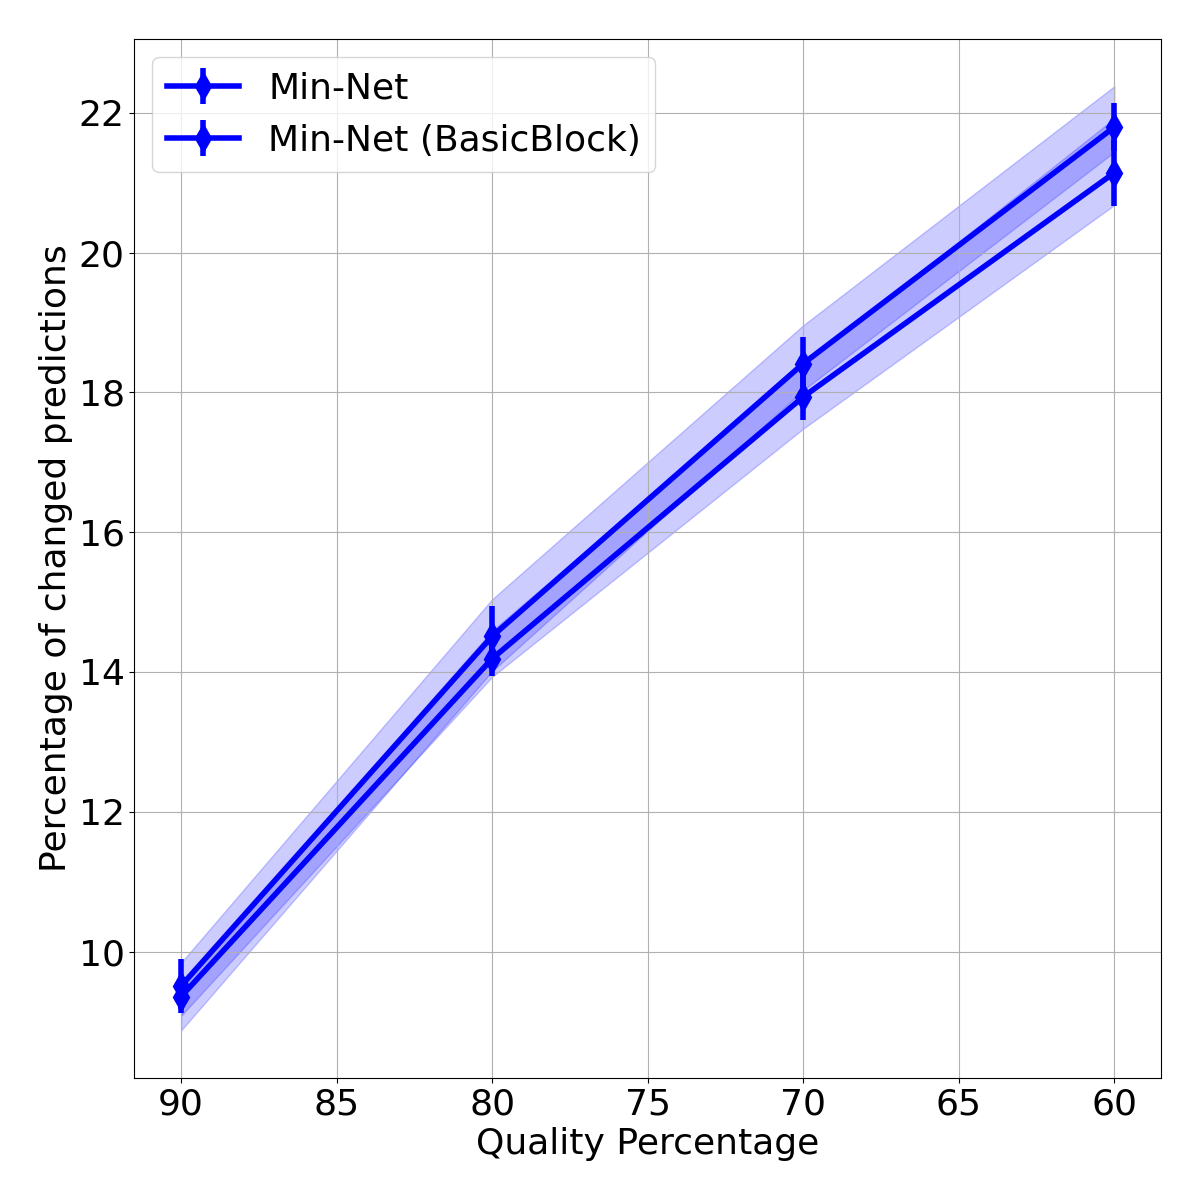 Min-Net
Min-Net (BasicBlock)
Percentage of changed predictions
22
20
18
16
14
12
10
90 85 80 75 70 65 60
Quality Percentage